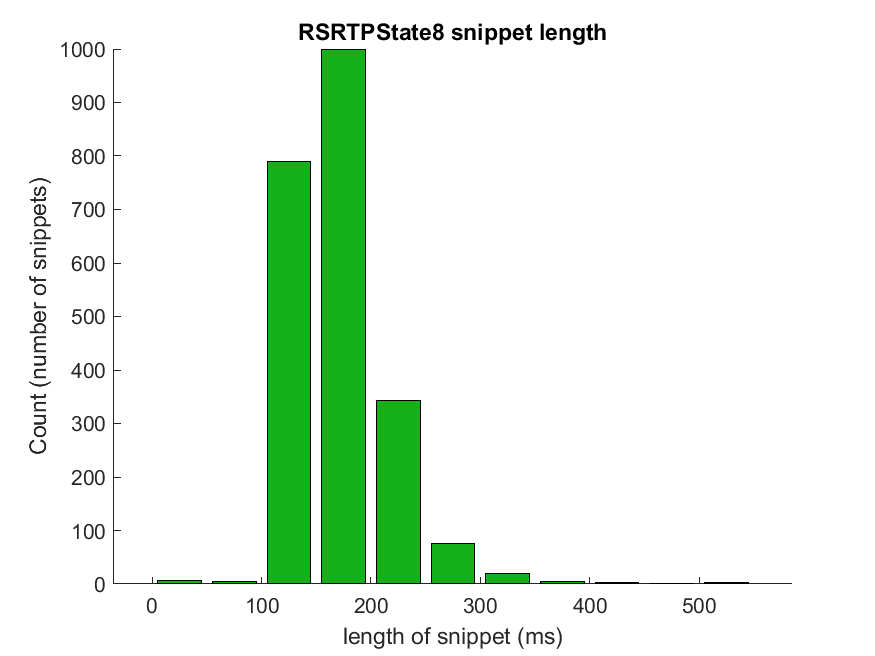 RSRTPState8 snippet length
1000
900
800
700
600
500
400
300
200
100
0
Count (number of snippets)
0 100 200 300 400 500
length of snippet (ms)